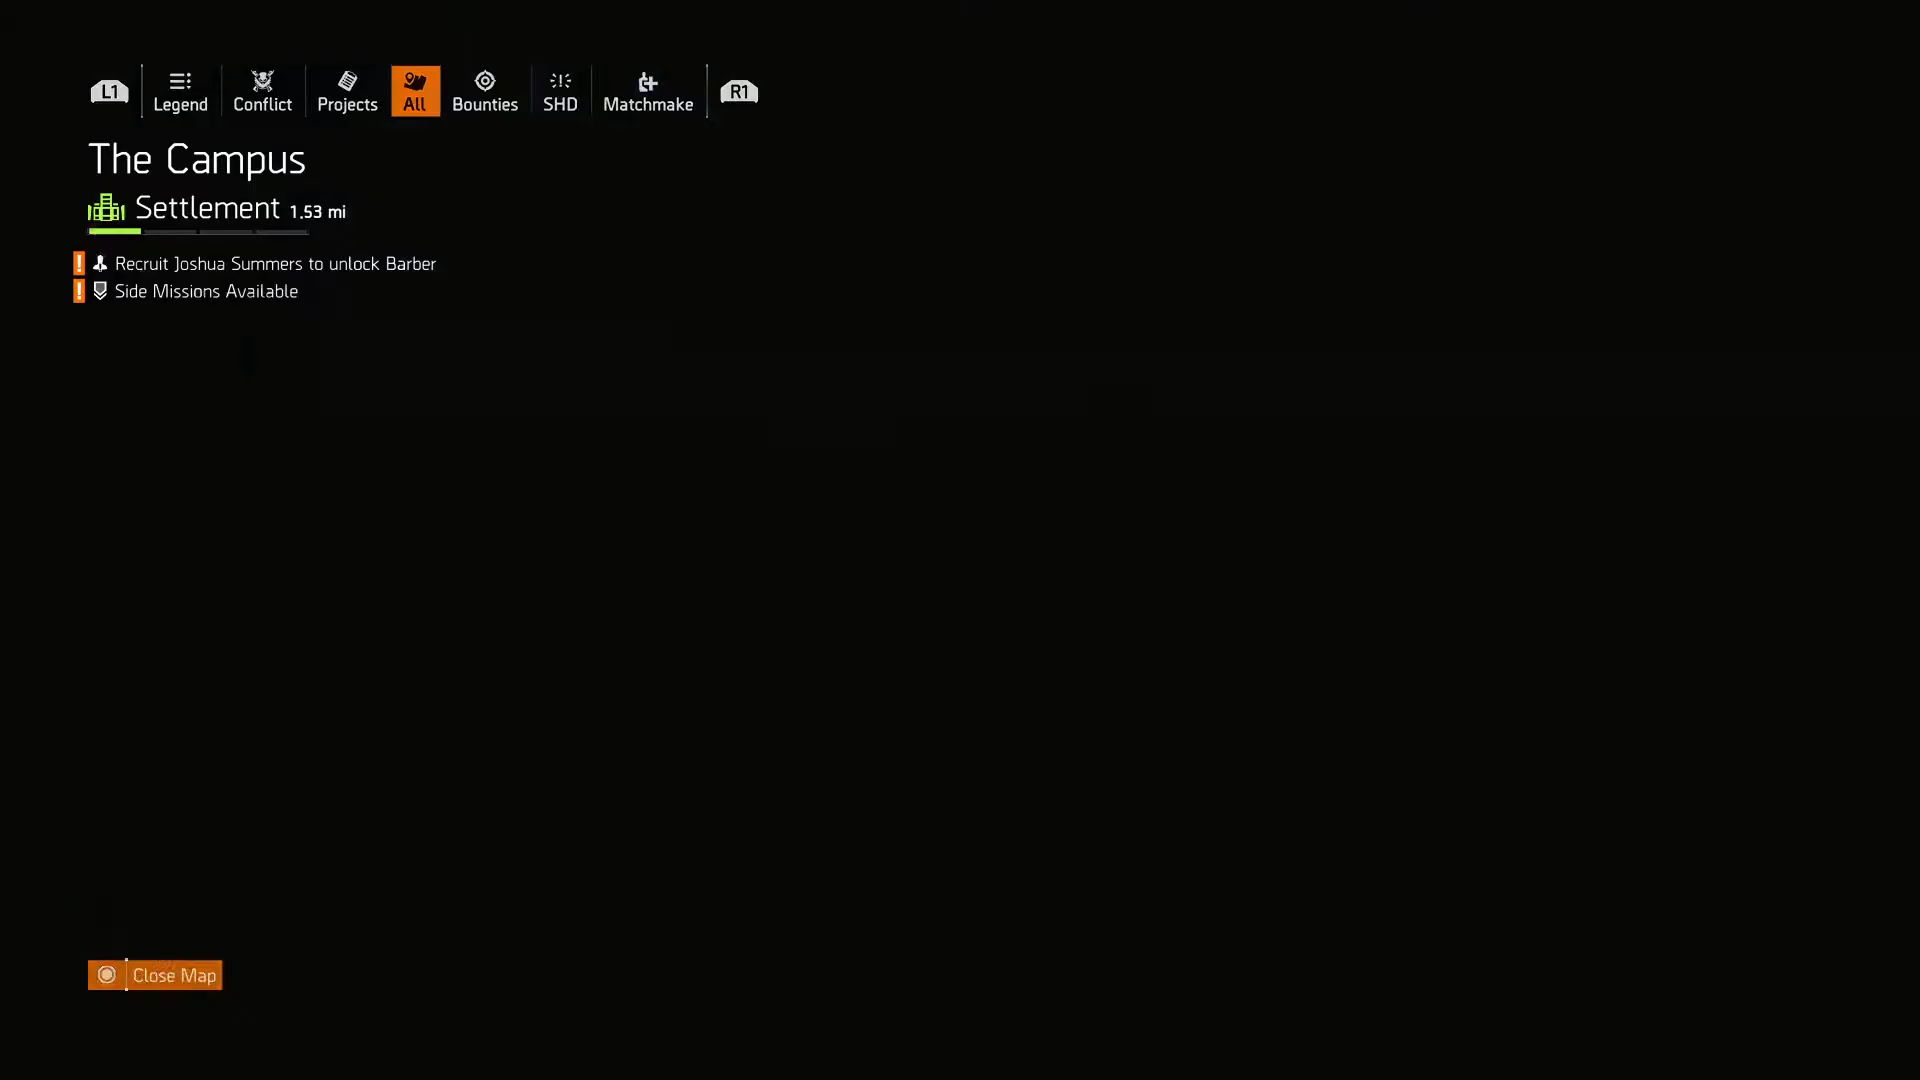 L1 Legend Conflict Projects All Bounties SHD Matchmake R1
The Campus
Settlement 1.53 mi
! Recruit Joshua Summers to unlock Barber
! Side Missions Available
Close Map